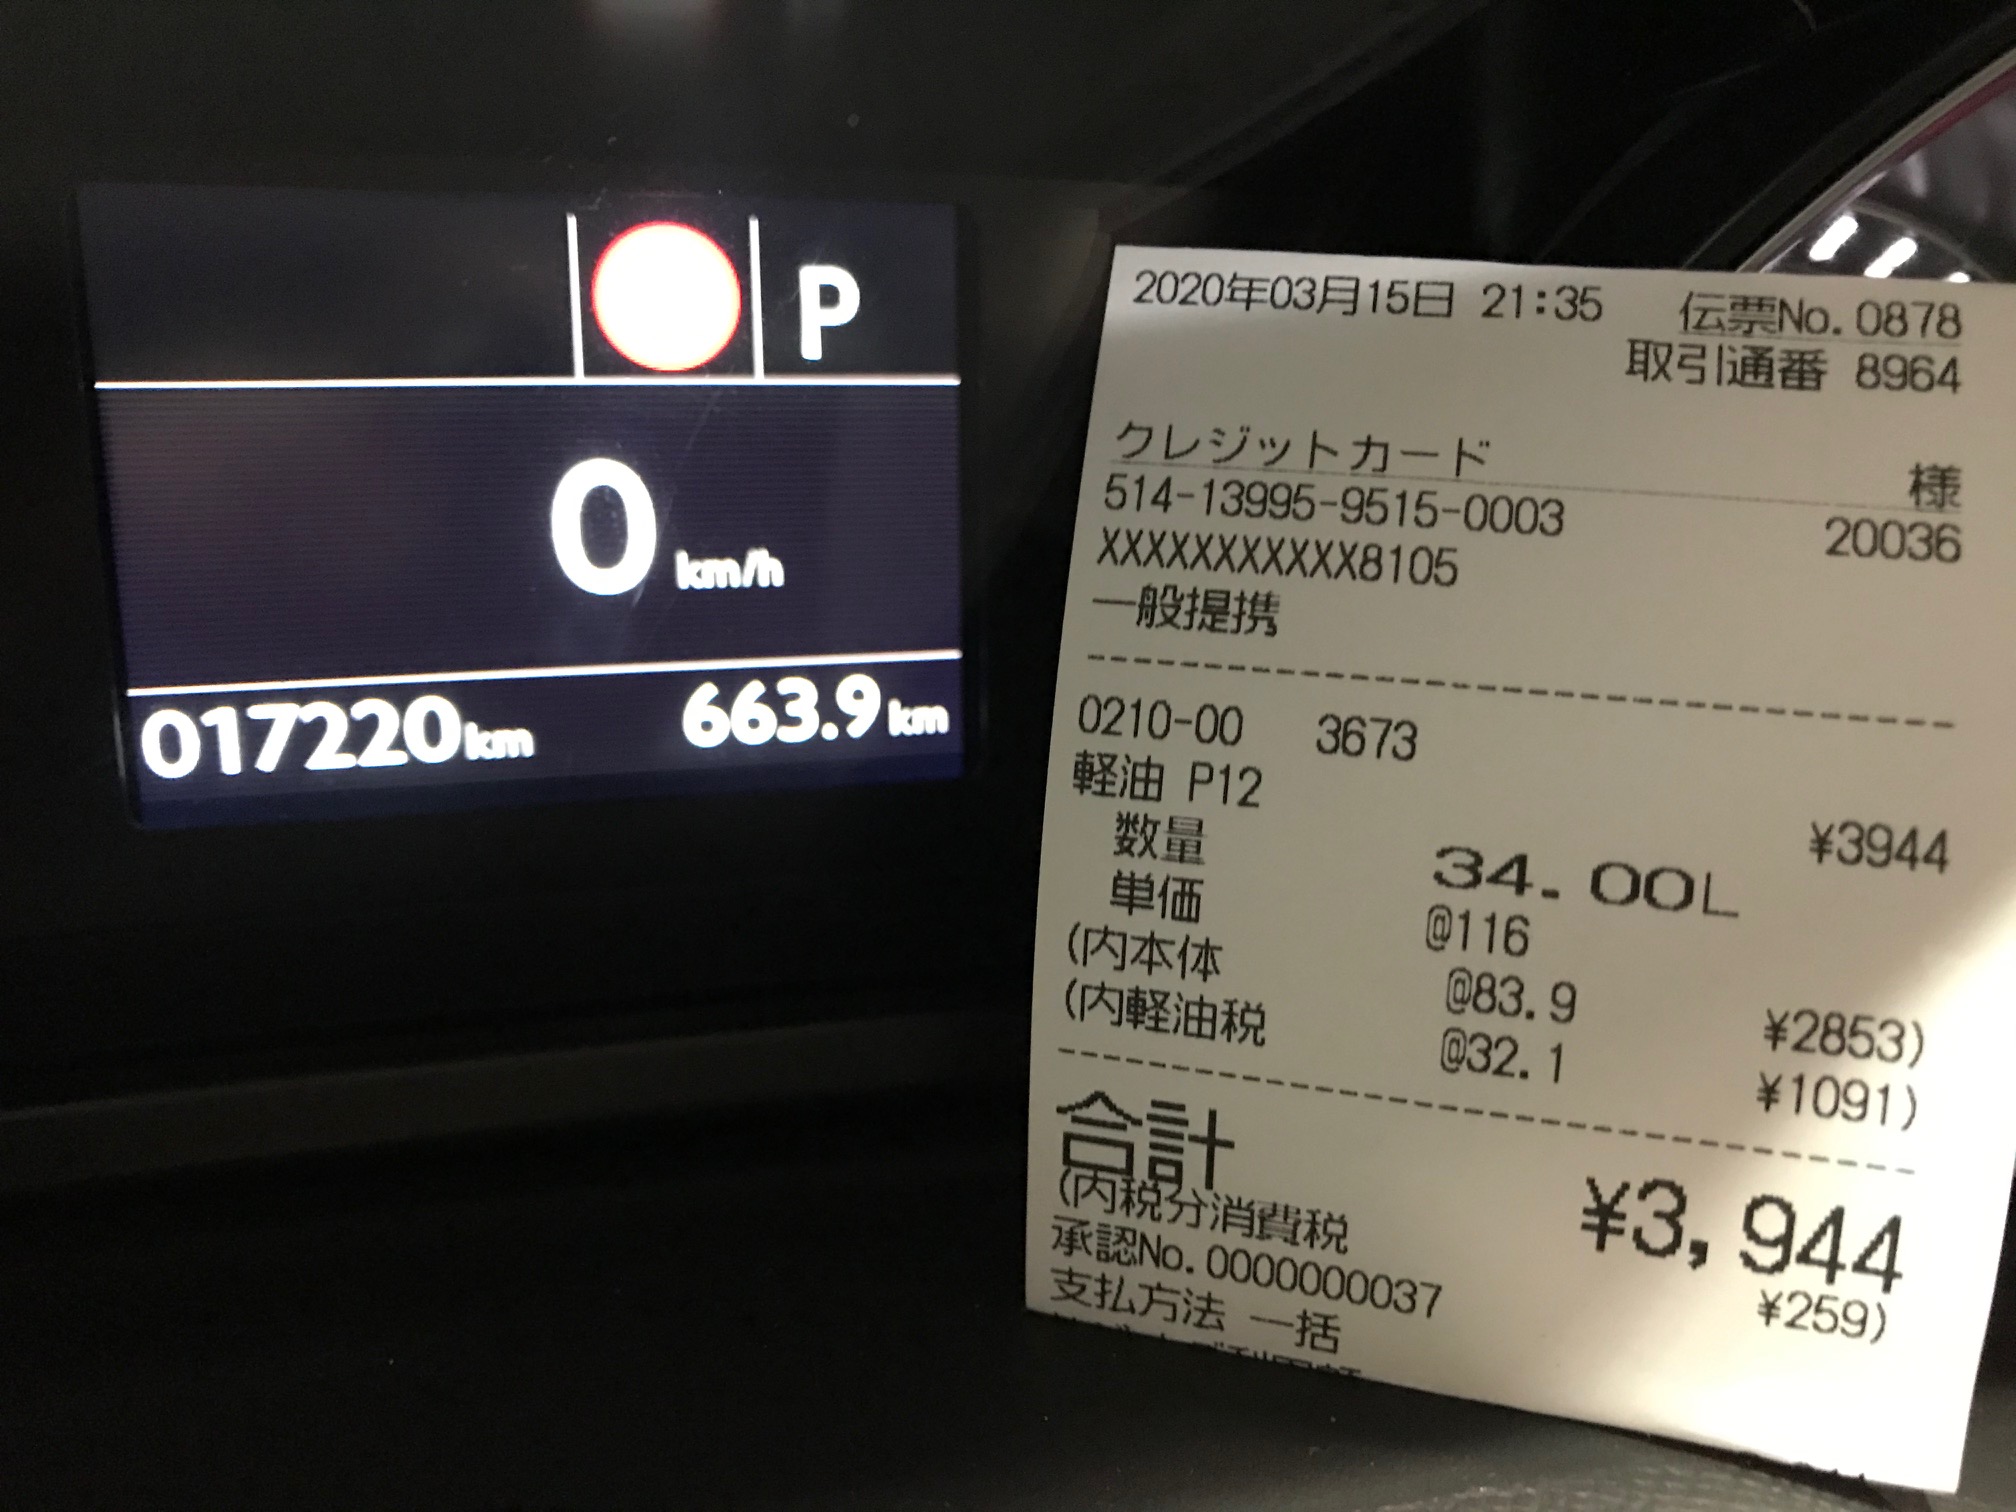 P
0 km/h
017220km 663.9 km
2020年03月15日 21:35 伝票No.0878
取引通番 8964
クレジットカード 様
514-13995-9515-0003 20036
XXXXXXXXXXXX8105
一般提携
0210-00 3673
軽油 P12 ¥3944
数量 34.00L
単価 @116
(内本体 @83.9 ¥2853)
(内軽油税 @32.1 ¥1091)
合計 ¥3,944
(内税分消費税 ¥259)
承認No.0000000037
支払方法 一括